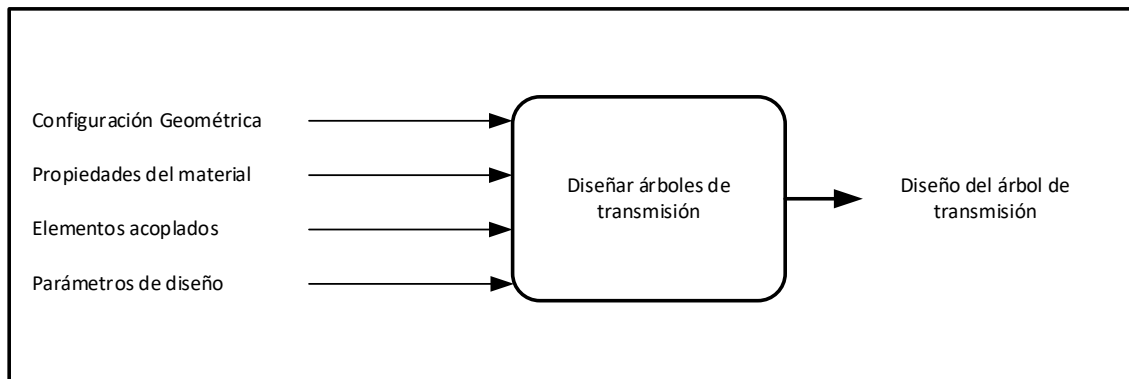 Configuración Geométrica
Propiedades del material
Elementos acoplados
Parámetros de diseño
Diseñar árboles de
transmisión
Diseño del árbol de
transmisión